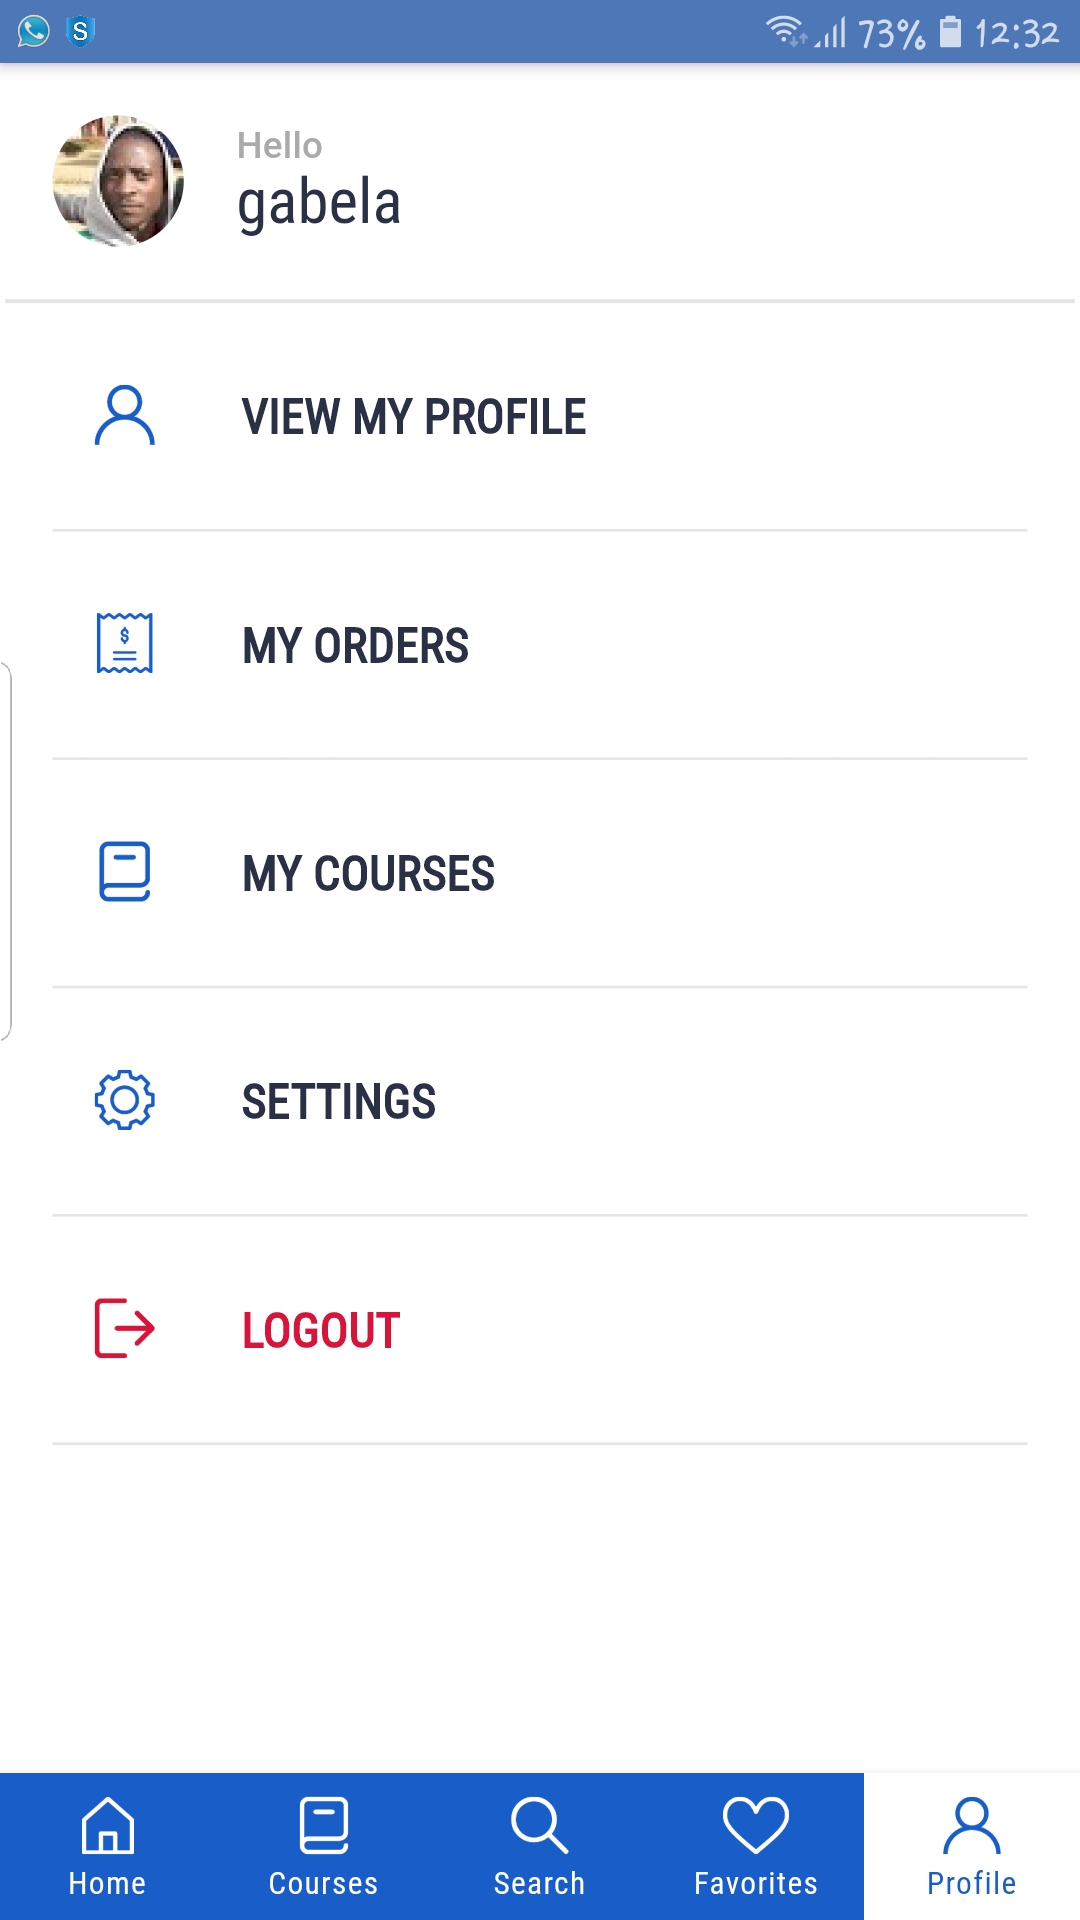 S 73% 12:32
Hello
gabela
VIEW MY PROFILE
$
MY ORDERS
MY COURSES
SETTINGS
LOGOUT
Home Courses Search Favorites Profile